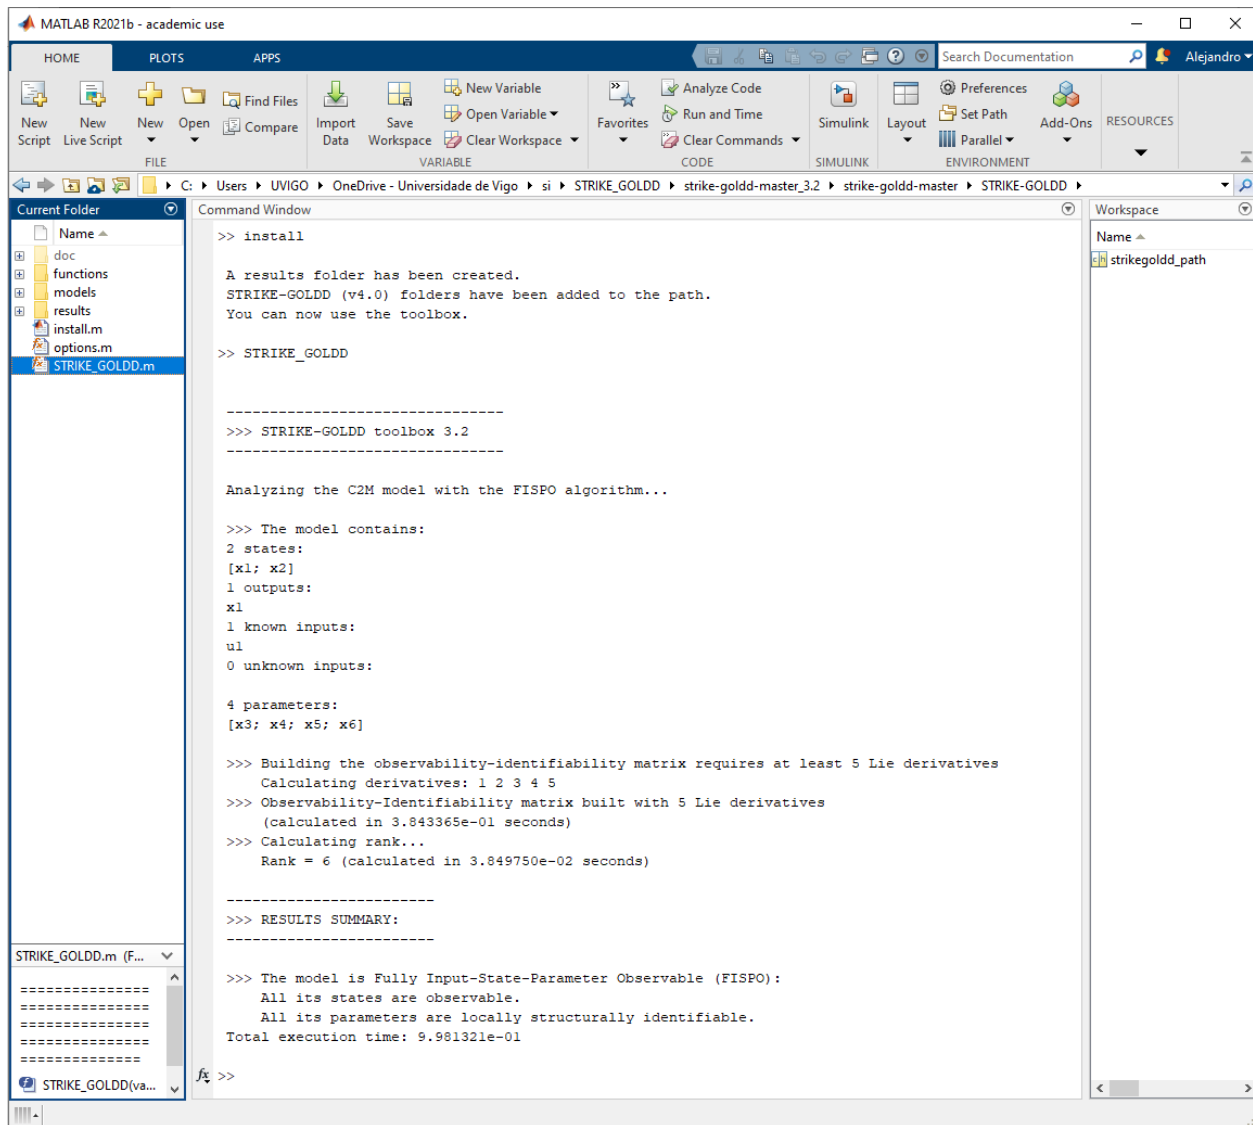 MATLAB R2021b - academic use
HOME PLOTS APPS Search Documentation Alejandro
New Script
New Live Script
New
Open
Find Files
Compare
Import Data
Save Workspace
New Variable
Open Variable
Clear Workspace
Favorites
Analyze Code
Run and Time
Clear Commands
Simulink
Layout
Preferences
Set Path
Parallel
Add-Ons
RESOURCES
FILE VARIABLE CODE SIMULINK ENVIRONMENT
C: Users UVIGO OneDrive - Universidade de Vigo si STRIKE_GOLDD strike-goldd-master_3.2 strike-goldd-master STRIKE-GOLDD
Current Folder
Name
doc
functions
models
results
install.m
options.m
STRIKE_GOLDD.m
STRIKE_GOLDD.m (F...
===============
===============
===============
===============
==============
STRIKE_GOLDD(va...
Command Window
>> install
A results folder has been created.
STRIKE-GOLDD (v4.0) folders have been added to the path.
You can now use the toolbox.
>> STRIKE_GOLDD
--------------------------------
>>> STRIKE-GOLDD toolbox 3.2
--------------------------------
Analyzing the C2M model with the FISPO algorithm...
>>> The model contains:
2 states:
[x1; x2]
1 outputs:
x1
1 known inputs:
u1
0 unknown inputs:
4 parameters:
[x3; x4; x5; x6]
>>> Building the observability-identifiability matrix requires at least 5 Lie derivatives
Calculating derivatives: 1 2 3 4 5
>>> Observability-Identifiability matrix built with 5 Lie derivatives
(calculated in 3.843365e-01 seconds)
>>> Calculating rank...
Rank = 6 (calculated in 3.849750e-02 seconds)
------------------------
>>> RESULTS SUMMARY:
------------------------
>>> The model is Fully Input-State-Parameter Observable (FISPO):
All its states are observable.
All its parameters are locally structurally identifiable.
Total execution time: 9.981321e-01
fx >>
Workspace
Name
strikegoldd_path